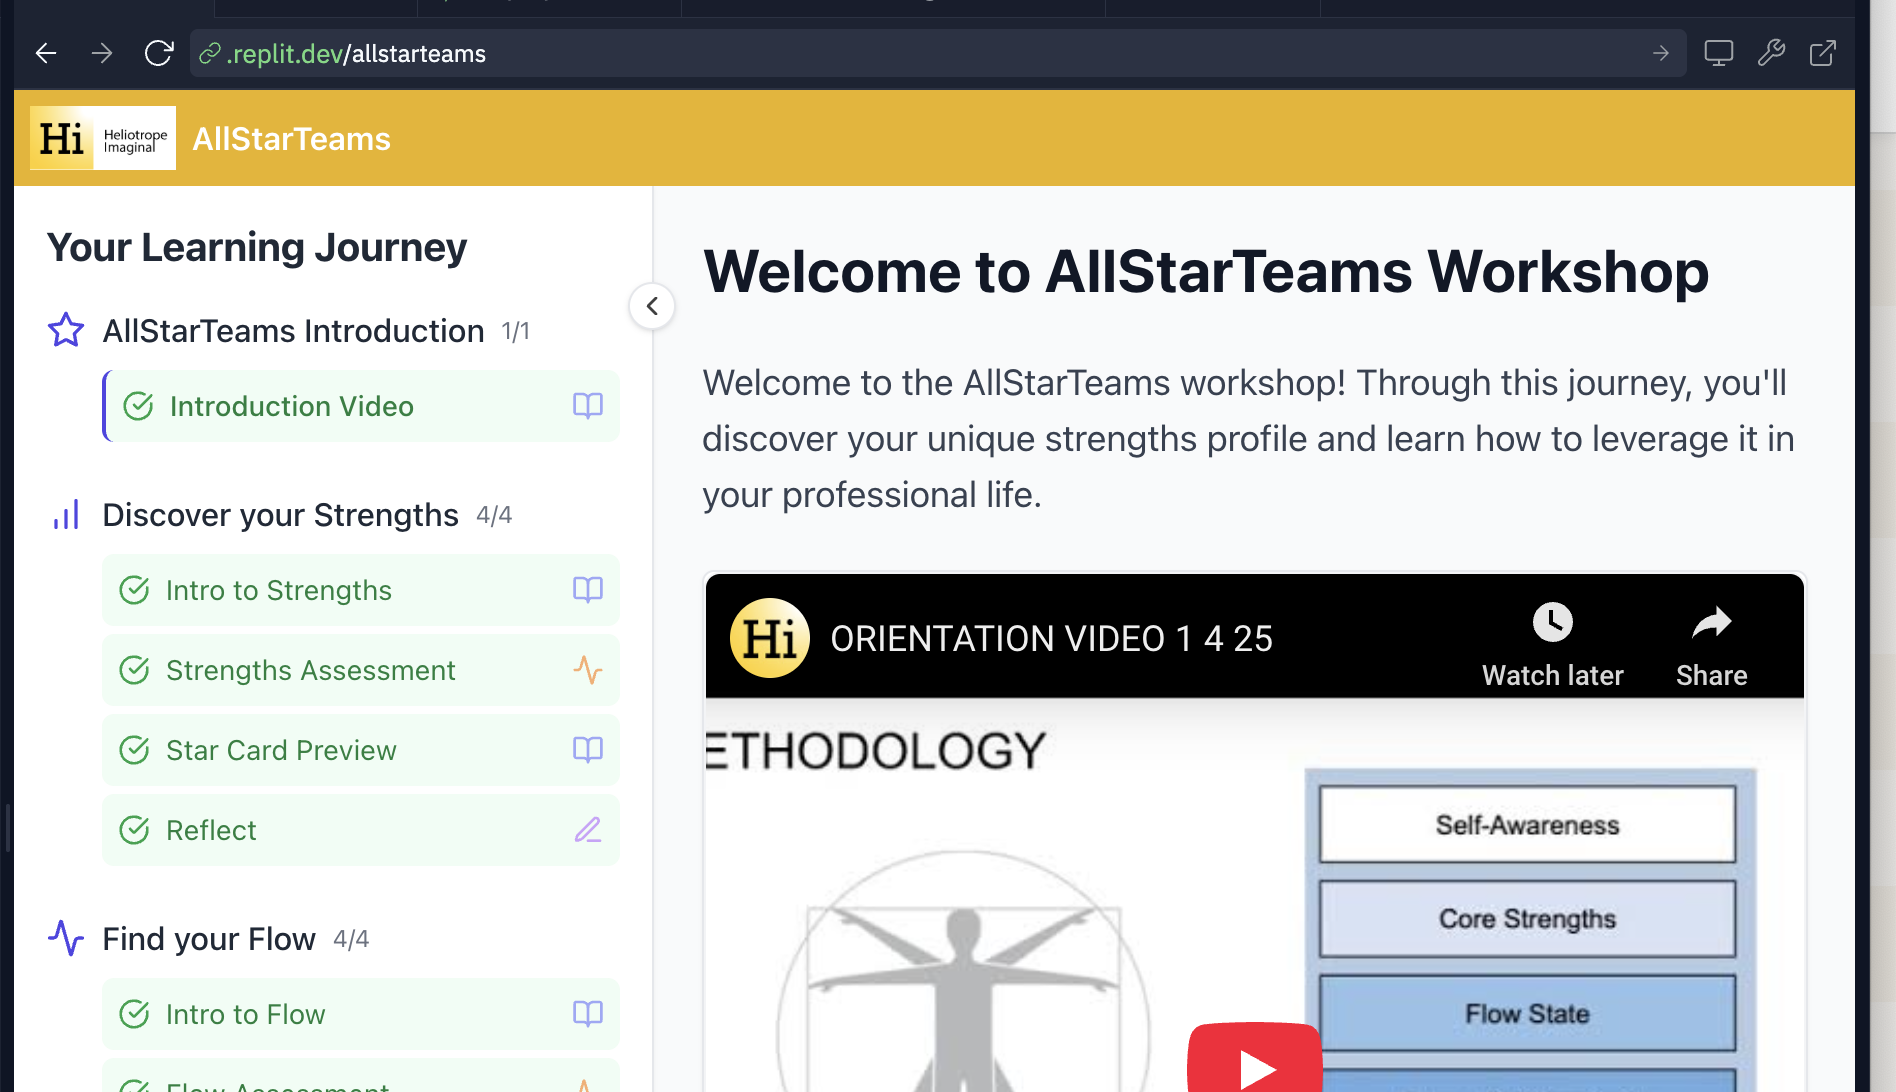 .replit.dev/allstarteams
Hi
Heliotrope
Imaginal
AllStarTeams
Your Learning Journey
AllStarTeams Introduction 1/1
Introduction Video
Discover your Strengths 4/4
Intro to Strengths
Strengths Assessment
Star Card Preview
Reflect
Find your Flow 4/4
Intro to Flow
Flow Assessment
Welcome to AllStarTeams Workshop
Welcome to the AllStarTeams workshop! Through this journey, you'll
discover your unique strengths profile and learn how to leverage it in
your professional life.
Hi
ORIENTATION VIDEO 1 4 25
Watch later
Share
ETHODOLOGY
Self-Awareness
Core Strengths
Flow State